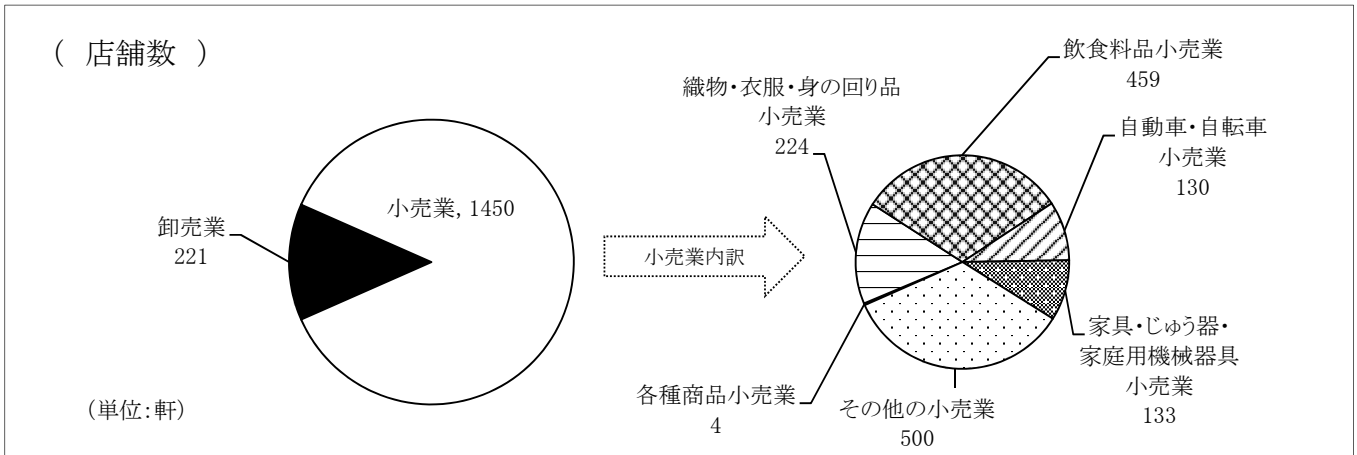 ( 店舗数 )
卸売業
221
小売業, 1450
(単位:軒)
小売業内訳
織物・衣服・身の回り品
小売業
224
飲食料品小売業
459
自動車・自転車
小売業
130
家具・じゅう器・
家庭用機械器具
小売業
133
その他の小売業
500
各種商品小売業
4